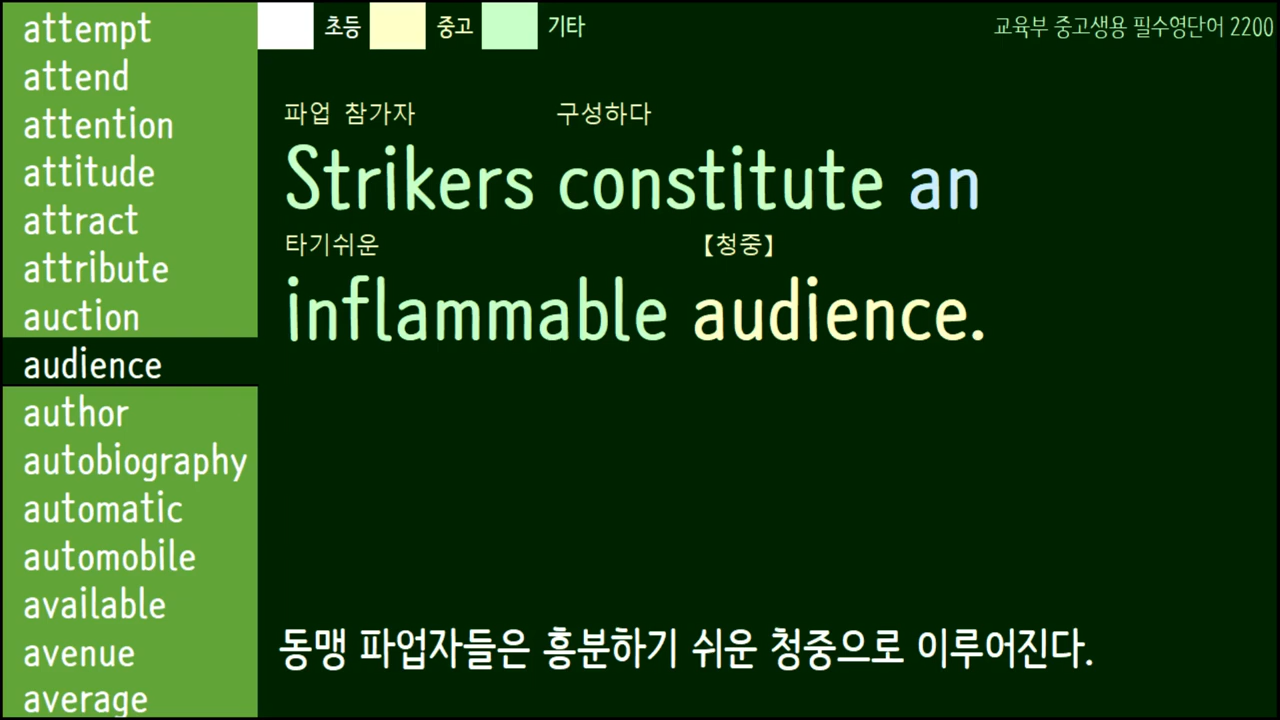 attempt
attend
attention
attitude
attract
attribute
auction
audience
author
autobiography
automatic
automobile
available
avenue
average
초등 중고 기타
교육부 중고생용 필수영단어 2200
파업 참가자 구성하다
Strikers constitute an
타기쉬운 【청중】
inflammable audience.
동맹 파업자들은 흥분하기 쉬운 청중으로 이루어진다.